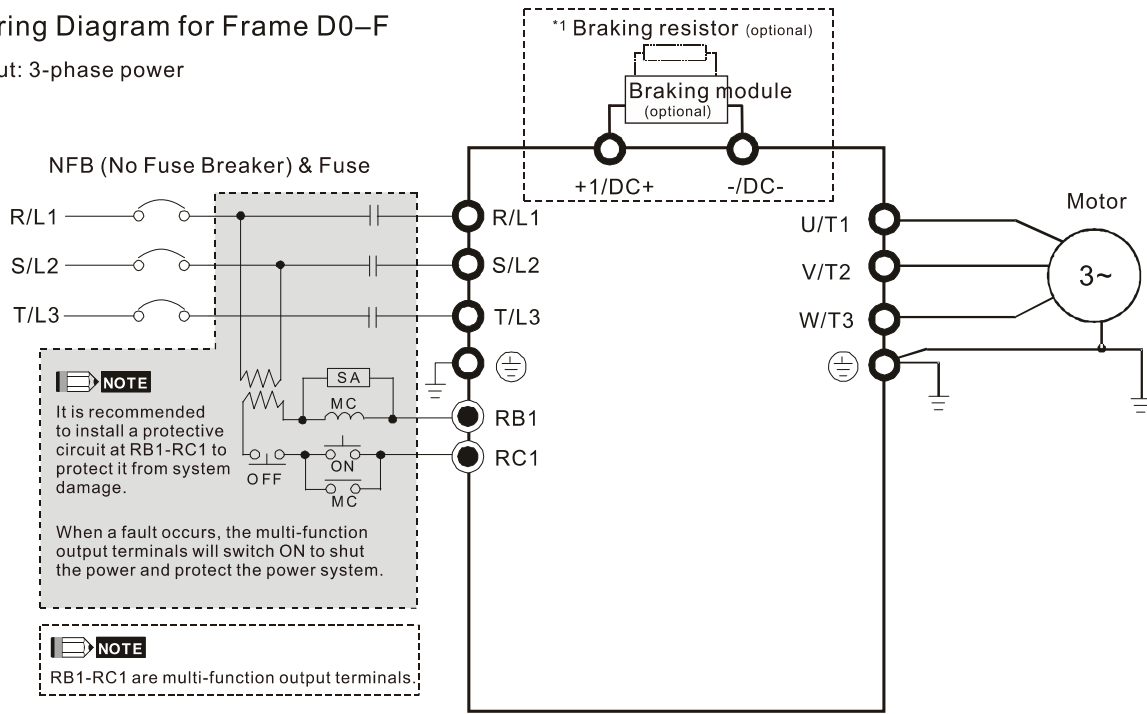 ring Diagram for Frame D0–F
ut: 3-phase power
*1 Braking resistor (optional)
Braking module
(optional)
+1/DC+
-/DC-
NFB (No Fuse Breaker) & Fuse
R/L1
S/L2
T/L3
R/L1
S/L2
T/L3
RB1
RC1
U/T1
V/T2
W/T3
Motor
3~
SA
MC
ON
OFF
MC
NOTE
It is recommended
to install a protective
circuit at RB1-RC1 to
protect it from system
damage.
When a fault occurs, the multi-function
output terminals will switch ON to shut
the power and protect the power system.
NOTE
RB1-RC1 are multi-function output terminals.